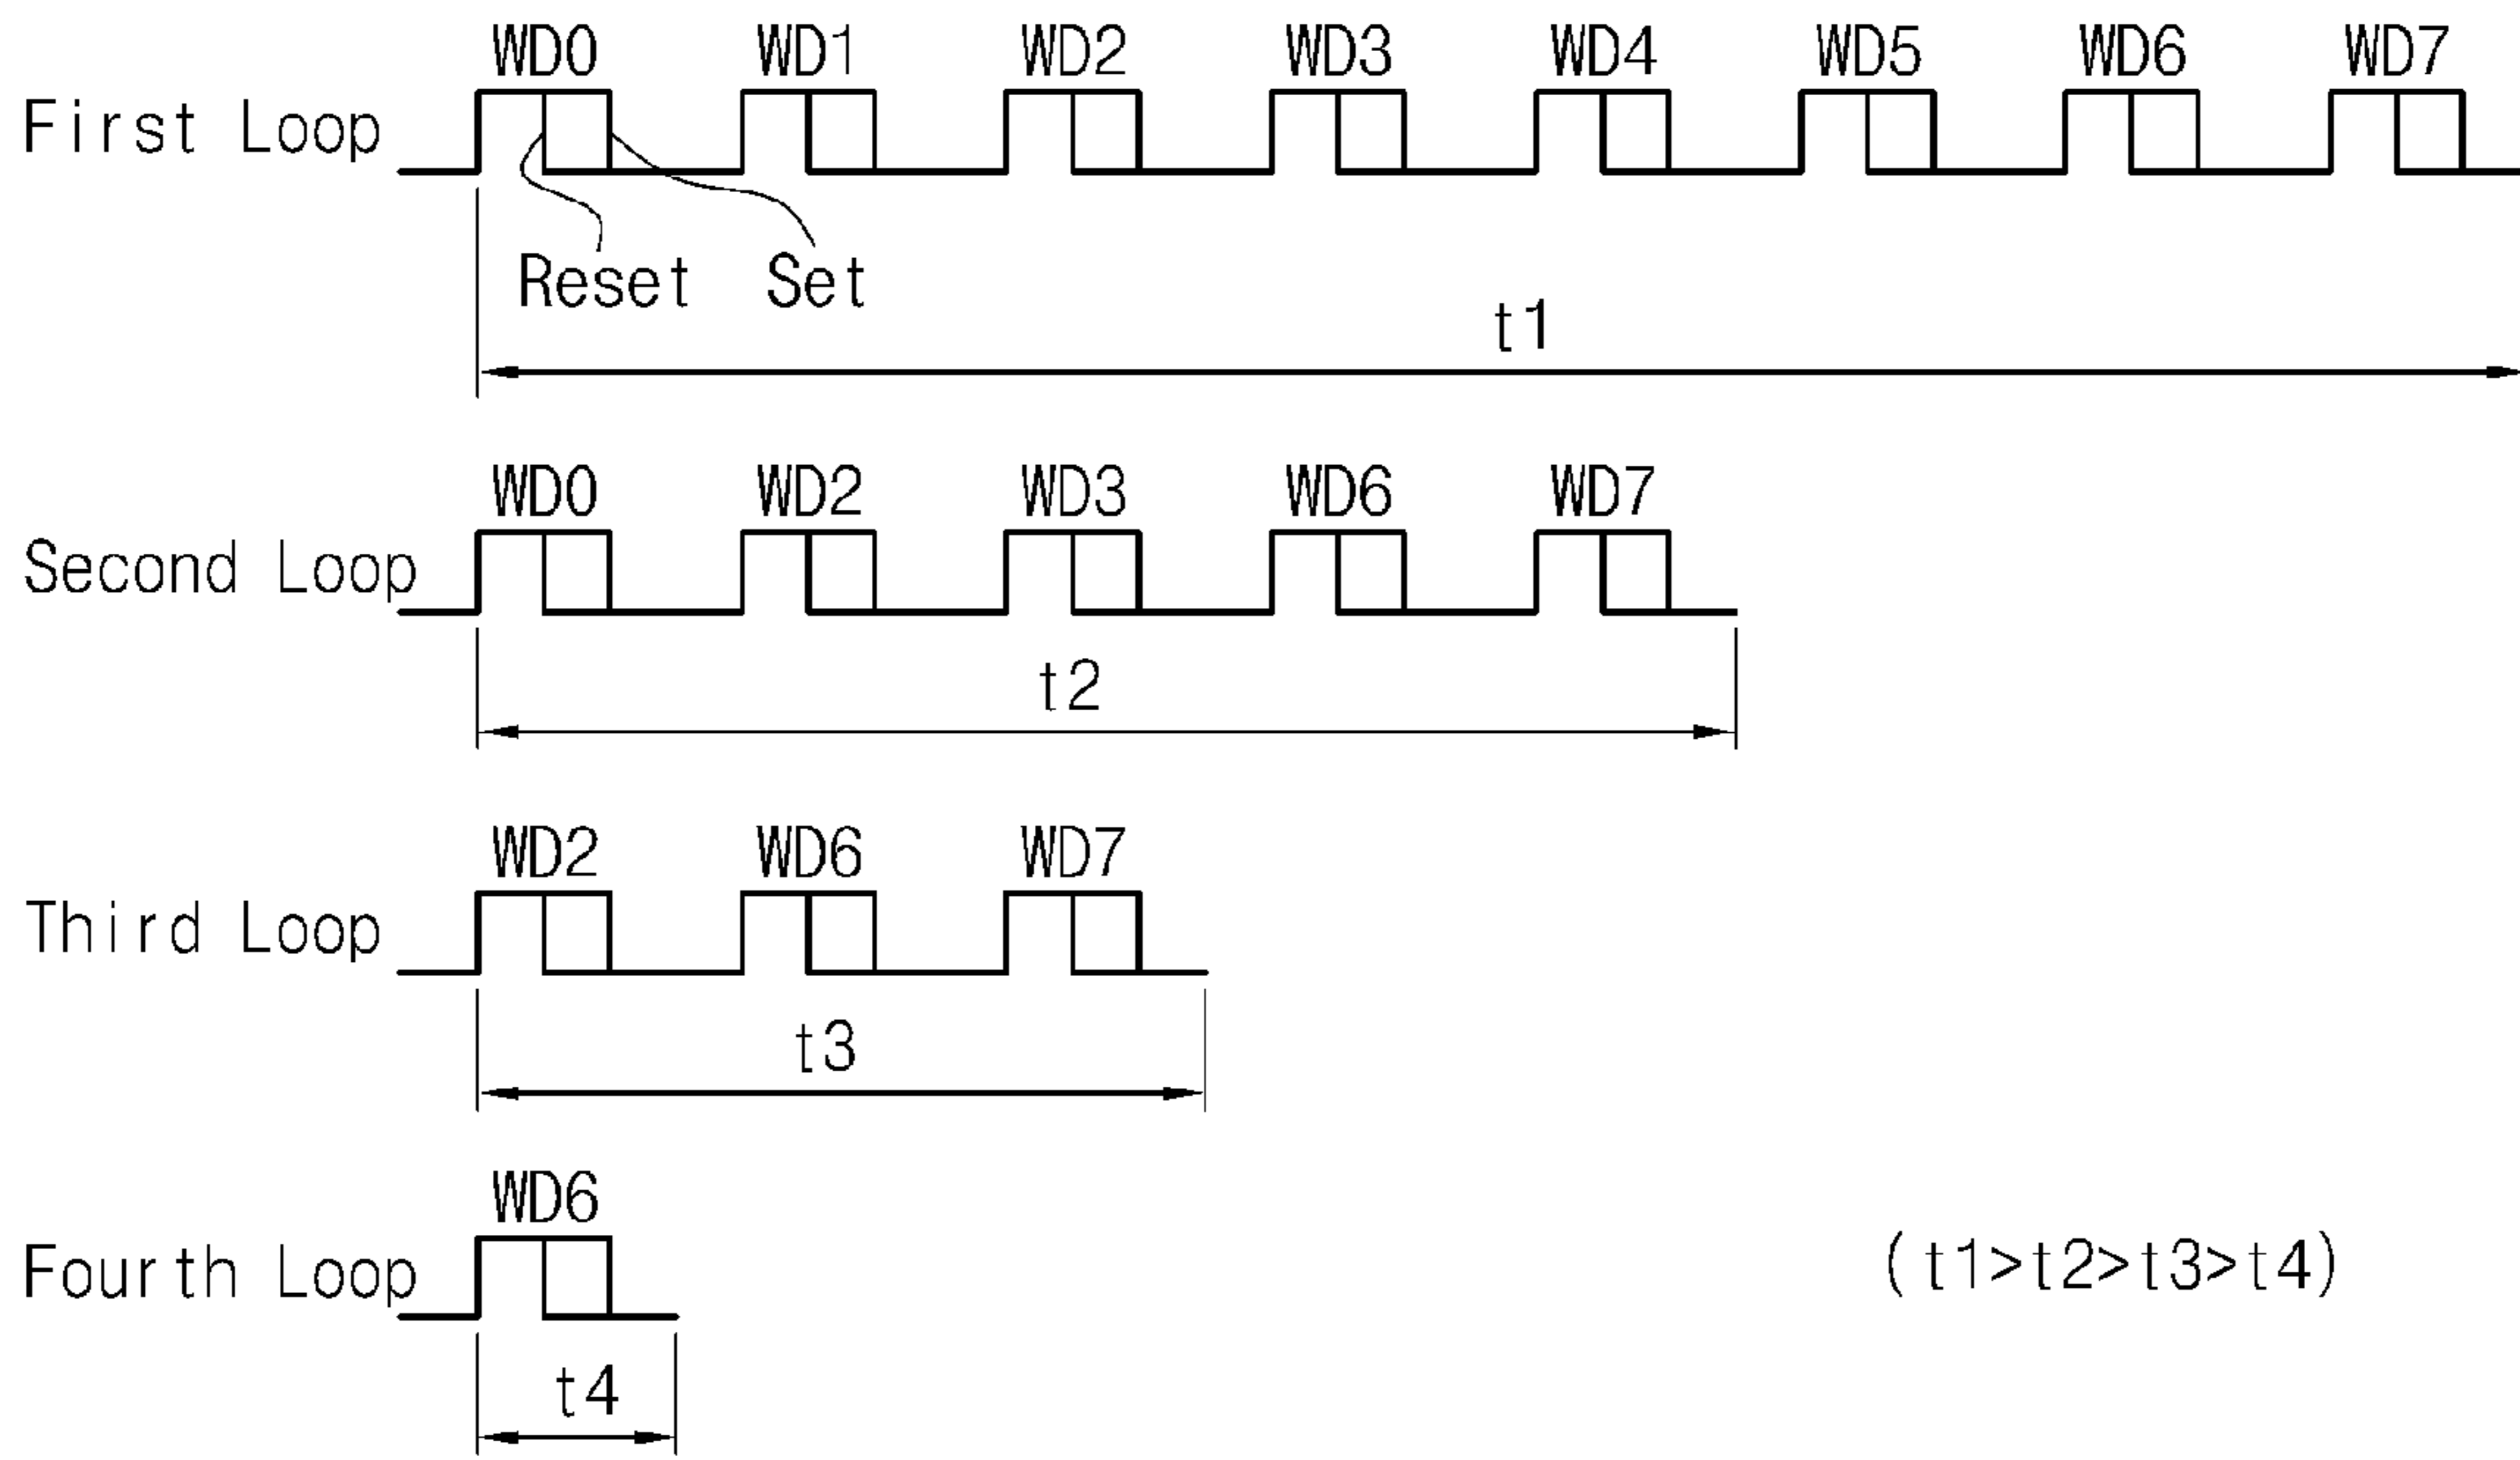 WD0 WD1 WD2 WD3 WD4 WD5 WD6 WD7
First Loop
Reset Set
t1
WD0 WD2 WD3 WD6 WD7
Second Loop
t2
WD2 WD6 WD7
Third Loop
t3
WD6
Fourth Loop
(t1>t2>t3>t4)
t4